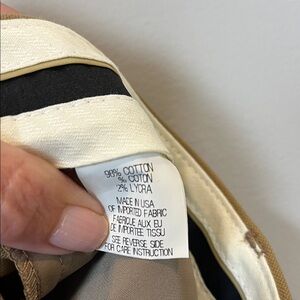 98% COTTON
% COTON
2% LYCRA
MADE IN USA
OF IMPORTED FABRIC
FABRIQUE AUX EU
DE IMPORTEE TISSU
SEE REVERSE SIDE
FOR CARE INSTRUCTION